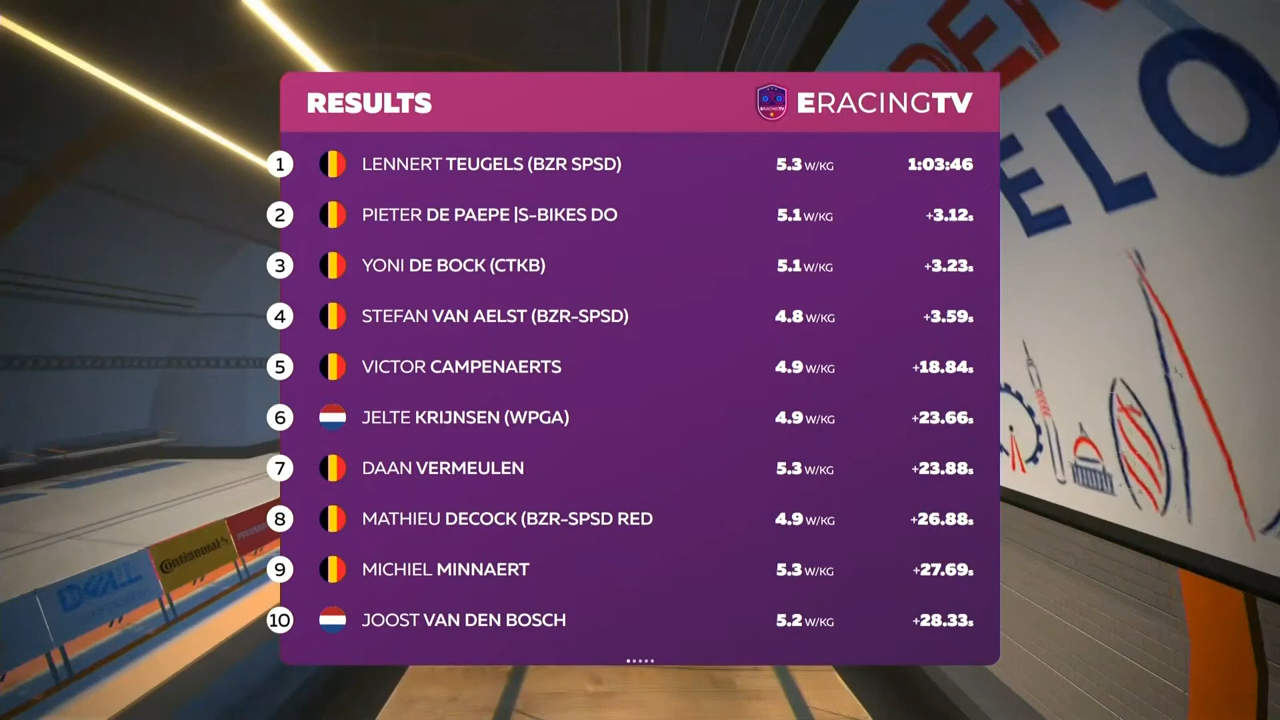 RESULTS
ERACINGTV
1 LENNERT TEUGELS (BZR SPSD) 5.3 W/KG 1:03:46
2 PIETER DE PAEPE |S-BIKES DO 5.1 W/KG +3.12s
3 YONI DE BOCK (CTKB) 5.1 W/KG +3.23s
4 STEFAN VAN AELST (BZR-SPSD) 4.8 W/KG +3.59s
5 VICTOR CAMPENAERTS 4.9 W/KG +18.84s
6 JELTE KRIJNSEN (WPGA) 4.9 W/KG +23.66s
7 DAAN VERMEULEN 5.3 W/KG +23.88s
8 MATHIEU DECOCK (BZR-SPSD RED 4.9 W/KG +26.88s
9 MICHIEL MINNAERT 5.3 W/KG +27.69s
10 JOOST VAN DEN BOSCH 5.2 W/KG +28.33s
Continental
ELO